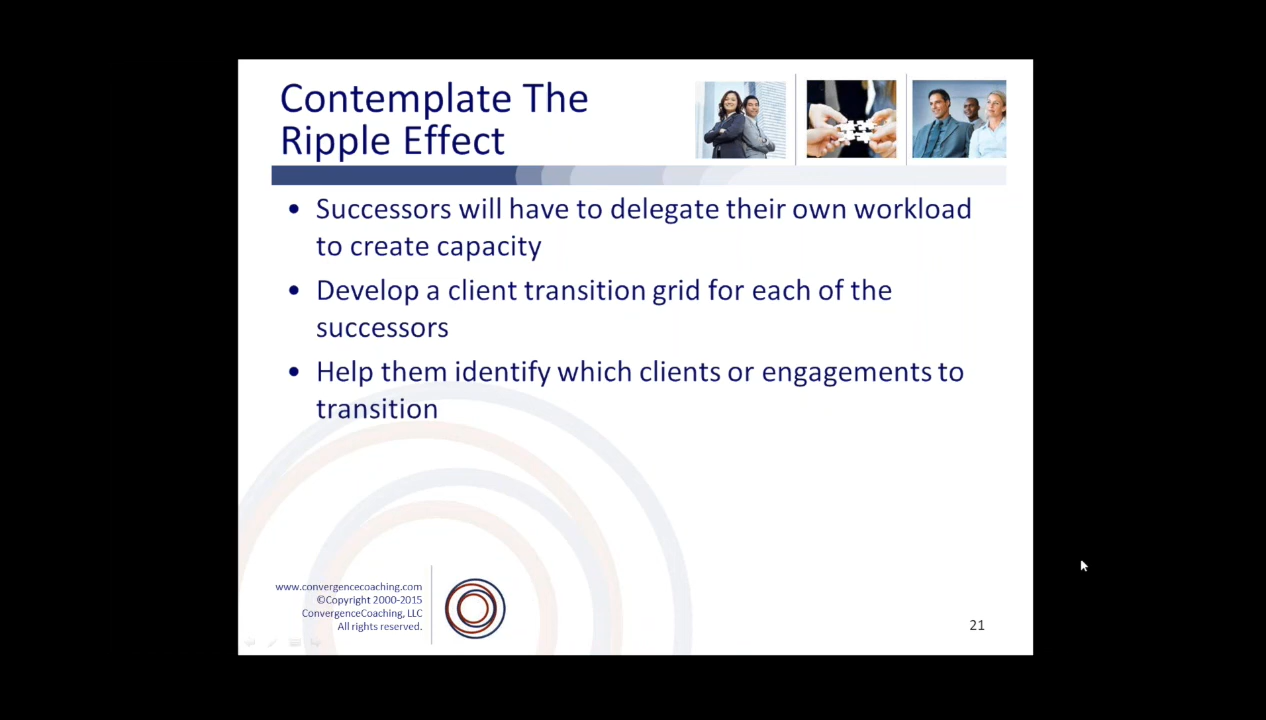 Contemplate The
Ripple Effect
• Successors will have to delegate their own workload
to create capacity
• Develop a client transition grid for each of the
successors
• Help them identify which clients or engagements to
transition
www.convergencecoaching.com
©Copyright 2000-2015
ConvergenceCoaching, LLC
All rights reserved.
21